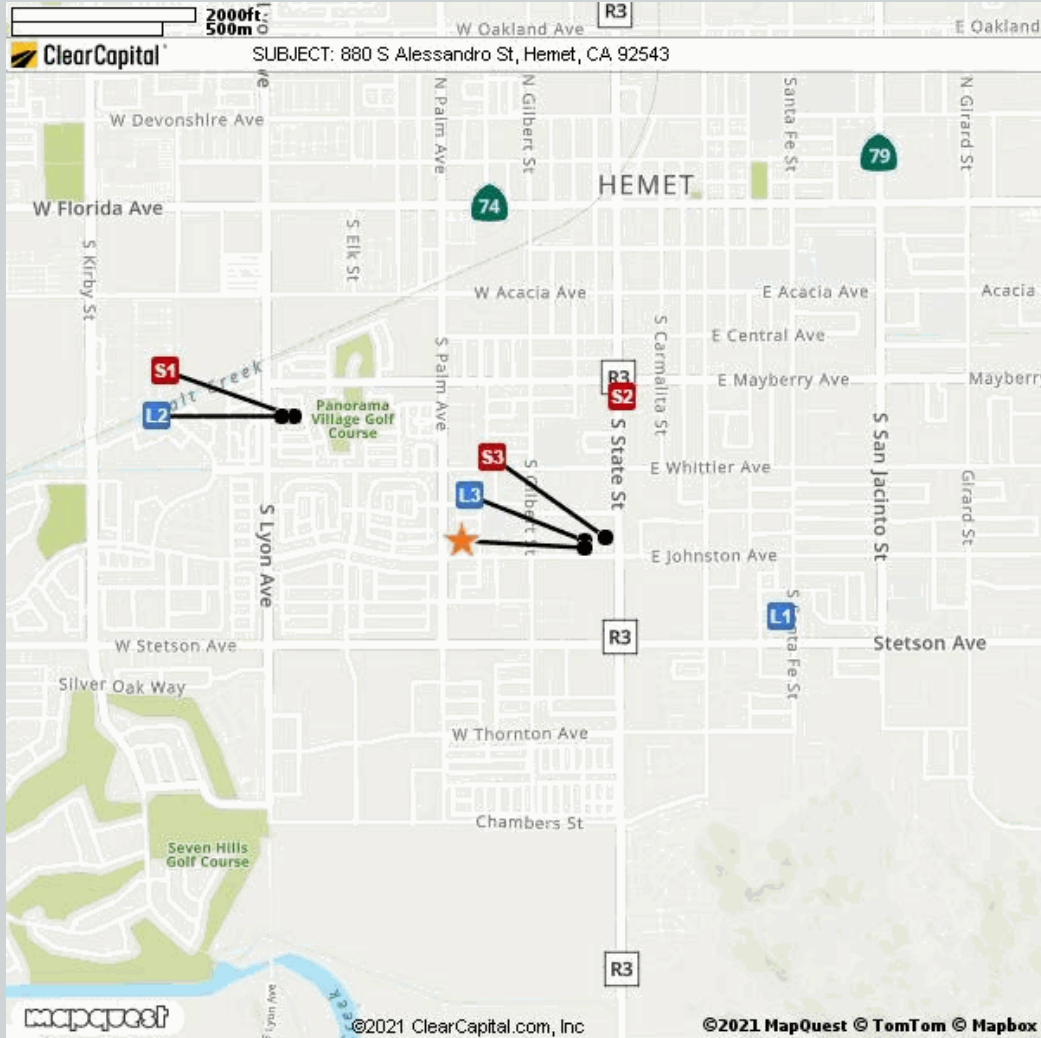 2000ft
500m
R3
W Oakland Ave
E Oakland
ClearCapital
SUBJECT: 880 S Alessandro St, Hemet, CA 92543
W Devonshire Ave
N Palm Ave
N Gilbert St
Santa Fe St
N Girard St
79
HEMET
W Florida Ave
74
S Kirby St
S Elk St
W Acacia Ave
E Acacia Ave
Acacia
S Carmalita St
E Central Ave
S Palm Ave
S1
R3
E Mayberry Ave
Mayberry
S2
L2
Creek
Panorama
Village Golf
Course
S State St
S San Jacinto St
S3
S Gilbert St
E Whittier Ave
Girard St
L3
S Lyon Ave
E Johnston Ave
L1
S Santa Fe St
R3
W Stetson Ave
Stetson Ave
Silver Oak Way
W Thornton Ave
Chambers St
Seven Hills
Golf Course
R3
Lyon Ave
mapquest
©2021 ClearCapital.com, Inc
©2021 MapQuest © TomTom © Mapbox